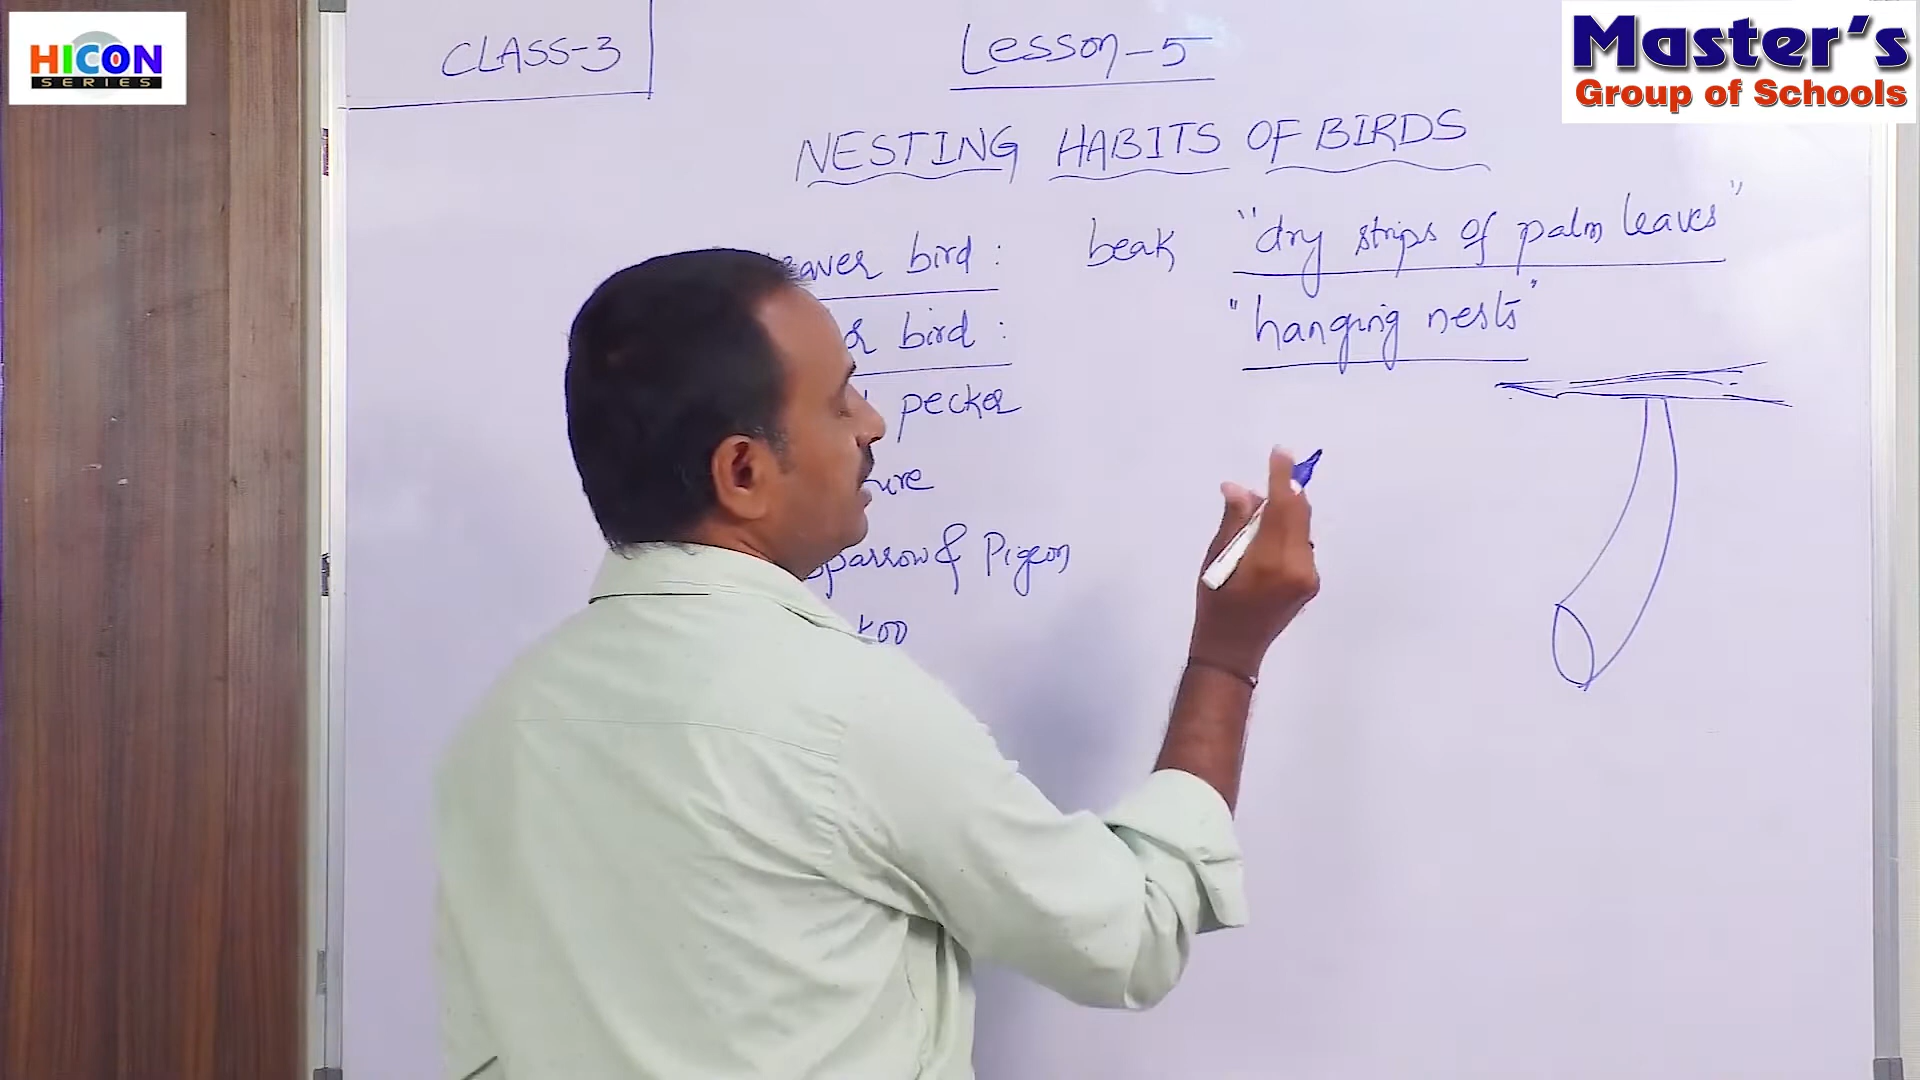 HICON
SERIES
Master's
Group of Schools
CLASS-3
Lesson-5
NESTING HABITS OF BIRDS
bird : beak "dry strips of palm leaves"
bird : "hanging nests"
pecker
Sparrow & Pigeon